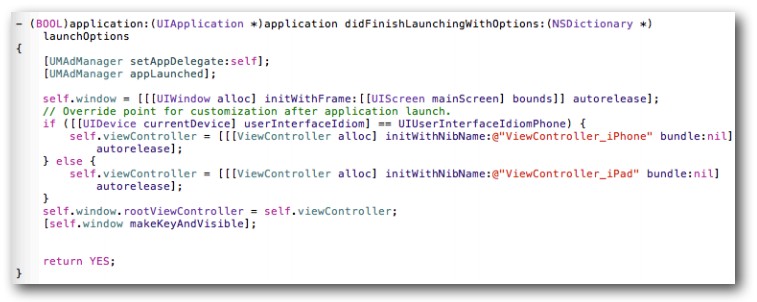 - (BOOL)application:(UIApplication *)application didFinishLaunchingWithOptions:(NSDictionary *)
launchOptions
{
[UMAdManager setAppDelegate:self];
[UMAdManager appLaunched];
self.window = [[[UIWindow alloc] initWithFrame:[[UIScreen mainScreen] bounds]] autorelease];
// Override point for customization after application launch.
if ([[UIDevice currentDevice] userInterfaceIdiom] == UIUserInterfaceIdiomPhone) {
self.viewController = [[[ViewController alloc] initWithNibName:@"ViewController_iPhone" bundle:nil]
autorelease];
} else {
self.viewController = [[[ViewController alloc] initWithNibName:@"ViewController_iPad" bundle:nil]
autorelease];
}
self.window.rootViewController = self.viewController;
[self.window makeKeyAndVisible];
return YES;
}